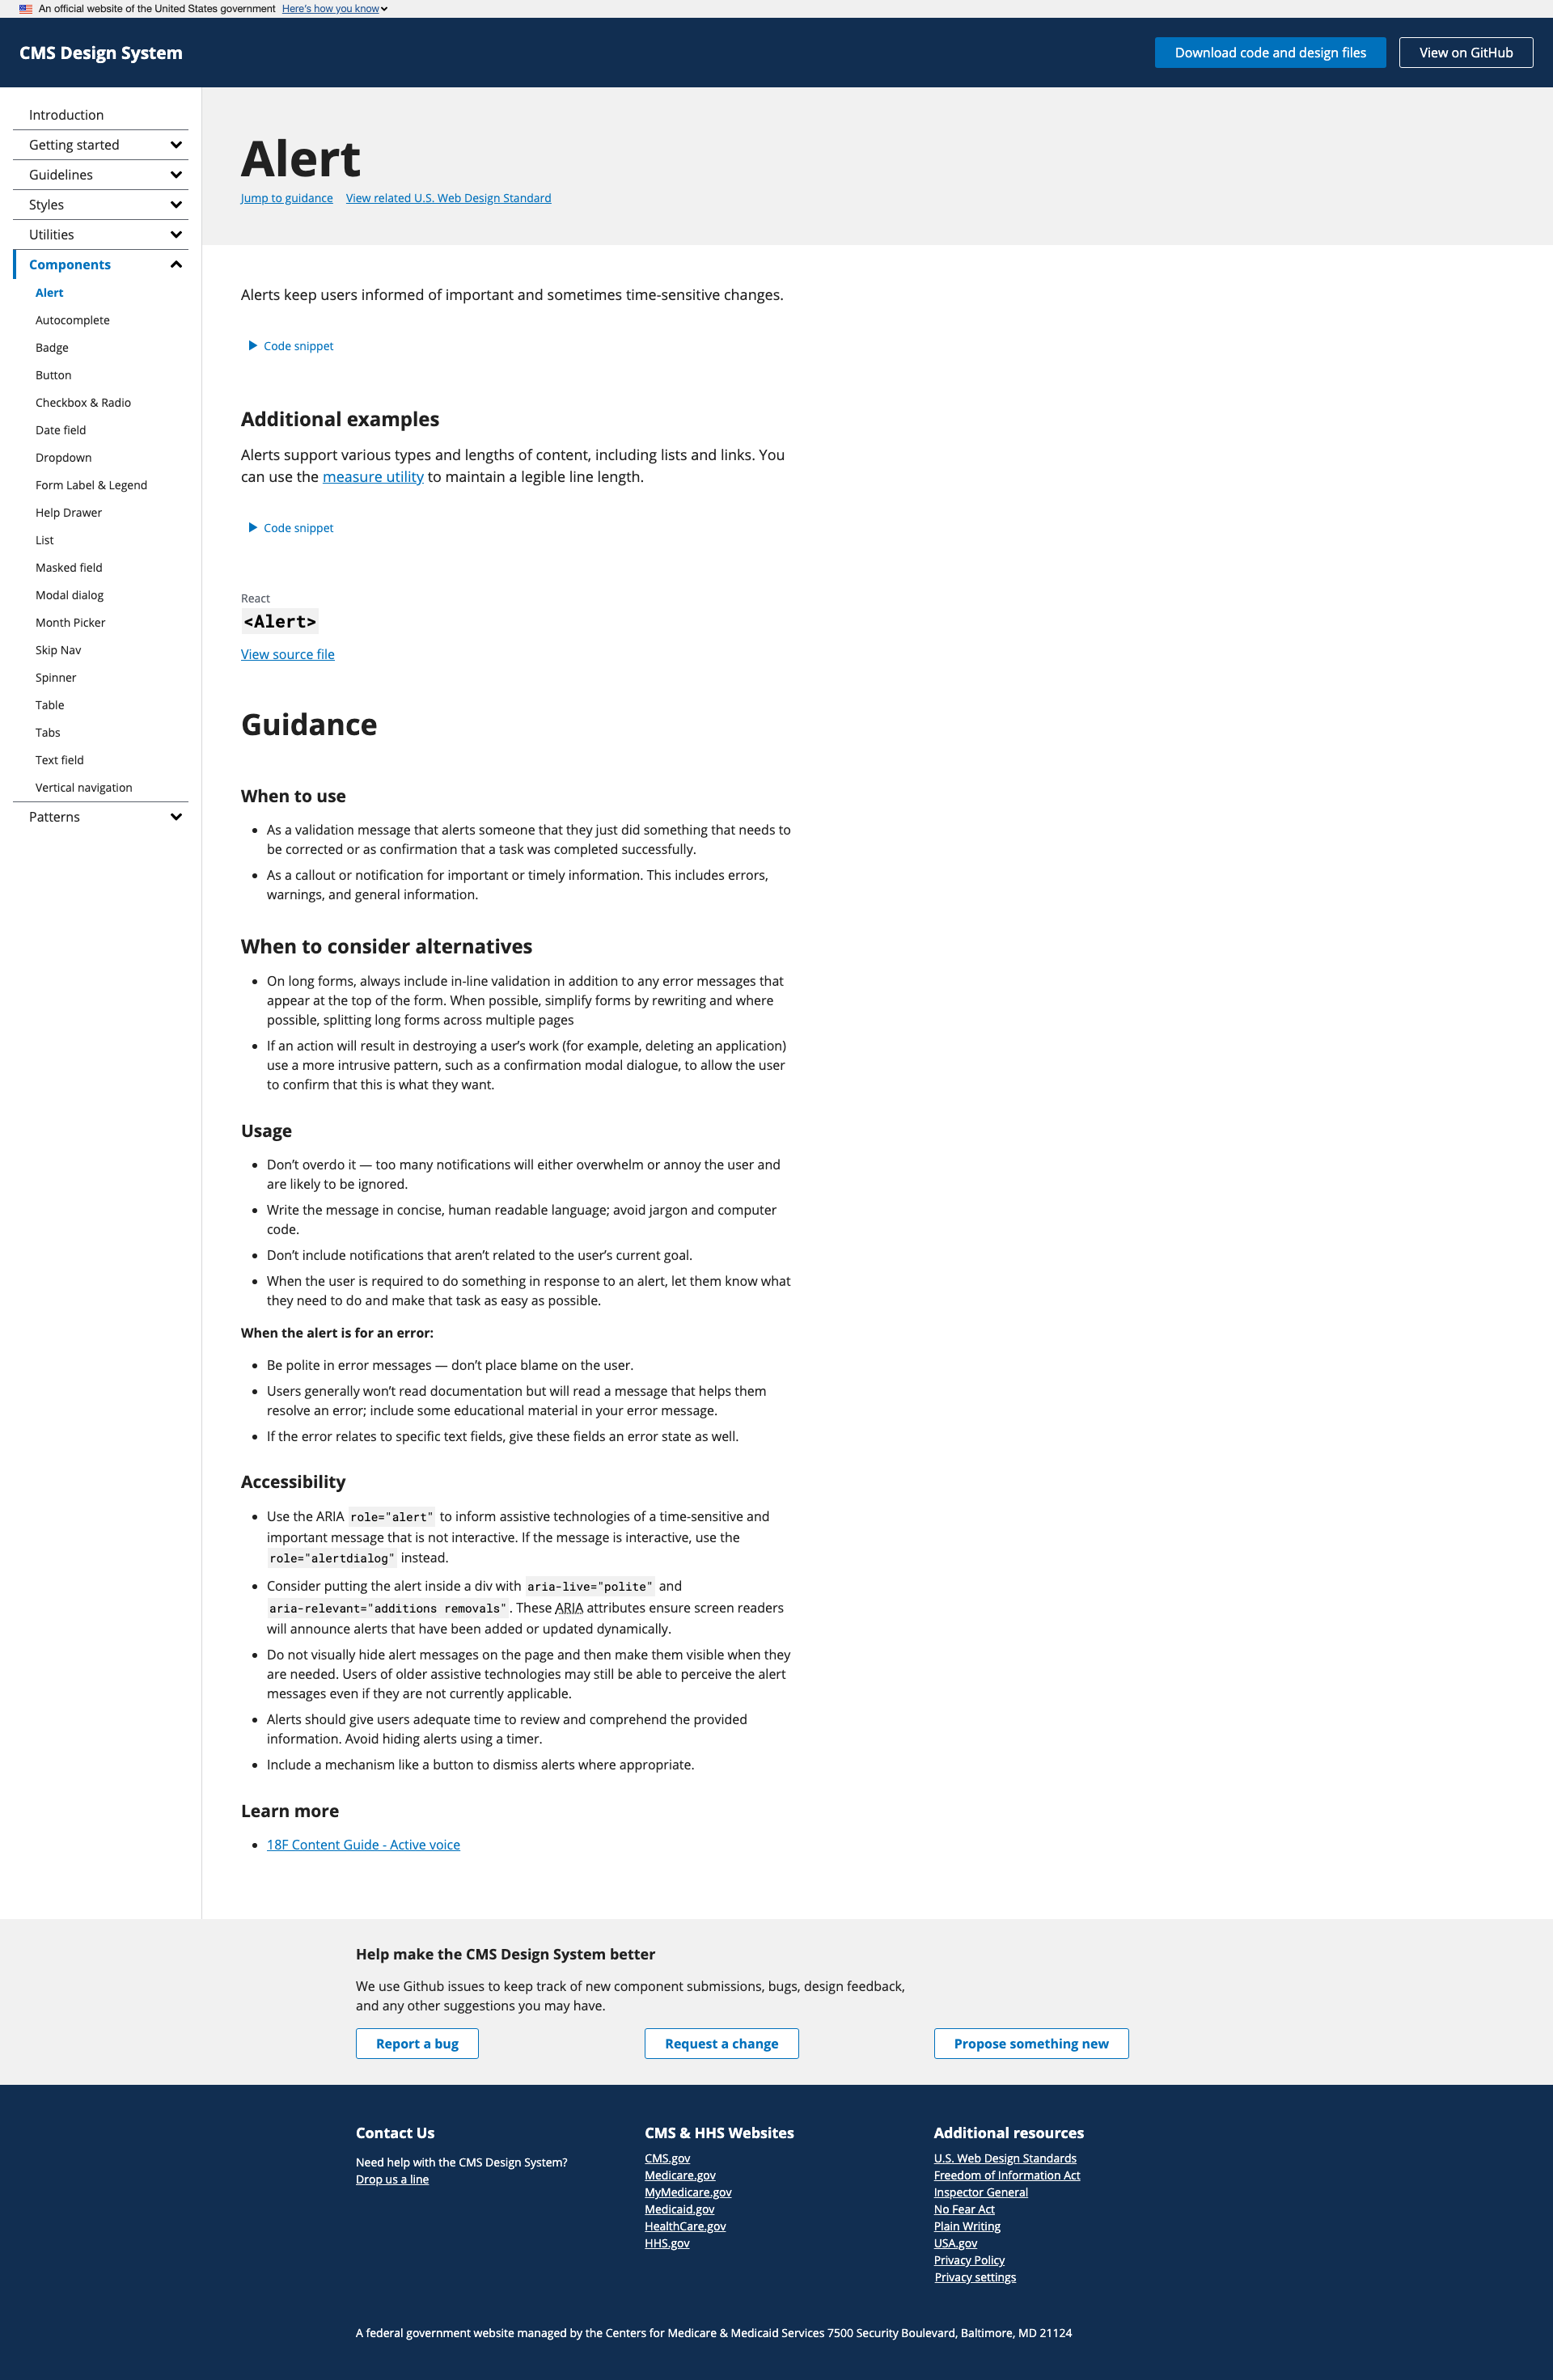 An official website of the United States government Here's how you know
CMS Design System
Download code and design files
View on GitHub
Introduction
Getting started
Guidelines
Styles
Utilities
Components
Alert
Autocomplete
Badge
Button
Checkbox & Radio
Date field
Dropdown
Form Label & Legend
Help Drawer
List
Masked field
Modal dialog
Month Picker
Skip Nav
Spinner
Table
Tabs
Text field
Vertical navigation
Patterns
Alert
Jump to guidance View related U.S. Web Design Standard
Alerts keep users informed of important and sometimes time-sensitive changes.
Code snippet
Additional examples
Alerts support various types and lengths of content, including lists and links. You
can use the measure utility to maintain a legible line length.
Code snippet
React
<Alert>
View source file
Guidance
When to use
As a validation message that alerts someone that they just did something that needs to
be corrected or as confirmation that a task was completed successfully.
As a callout or notification for important or timely information. This includes errors,
warnings, and general information.
When to consider alternatives
On long forms, always include in-line validation in addition to any error messages that
appear at the top of the form. When possible, simplify forms by rewriting and where
possible, splitting long forms across multiple pages
If an action will result in destroying a user’s work (for example, deleting an application)
use a more intrusive pattern, such as a confirmation modal dialogue, to allow the user
to confirm that this is what they want.
Usage
Don’t overdo it — too many notifications will either overwhelm or annoy the user and
are likely to be ignored.
Write the message in concise, human readable language; avoid jargon and computer
code.
Don’t include notifications that aren’t related to the user’s current goal.
When the user is required to do something in response to an alert, let them know what
they need to do and make that task as easy as possible.
When the alert is for an error:
Be polite in error messages — don’t place blame on the user.
Users generally won’t read documentation but will read a message that helps them
resolve an error; include some educational material in your error message.
If the error relates to specific text fields, give these fields an error state as well.
Accessibility
Use the ARIA role="alert" to inform assistive technologies of a time-sensitive and
important message that is not interactive. If the message is interactive, use the
role="alertdialog" instead.
Consider putting the alert inside a div with aria-live="polite" and
aria-relevant="additions removals". These ARIA attributes ensure screen readers
will announce alerts that have been added or updated dynamically.
Do not visually hide alert messages on the page and then make them visible when they
are needed. Users of older assistive technologies may still be able to perceive the alert
messages even if they are not currently applicable.
Alerts should give users adequate time to review and comprehend the provided
information. Avoid hiding alerts using a timer.
Include a mechanism like a button to dismiss alerts where appropriate.
Learn more
18F Content Guide - Active voice
Help make the CMS Design System better
We use Github issues to keep track of new component submissions, bugs, design feedback,
and any other suggestions you may have.
Report a bug
Request a change
Propose something new
Contact Us
Need help with the CMS Design System?
Drop us a line
CMS & HHS Websites
CMS.gov
Medicare.gov
MyMedicare.gov
Medicaid.gov
HealthCare.gov
HHS.gov
Additional resources
U.S. Web Design Standards
Freedom of Information Act
Inspector General
No Fear Act
Plain Writing
USA.gov
Privacy Policy
Privacy settings
A federal government website managed by the Centers for Medicare & Medicaid Services 7500 Security Boulevard, Baltimore, MD 21124